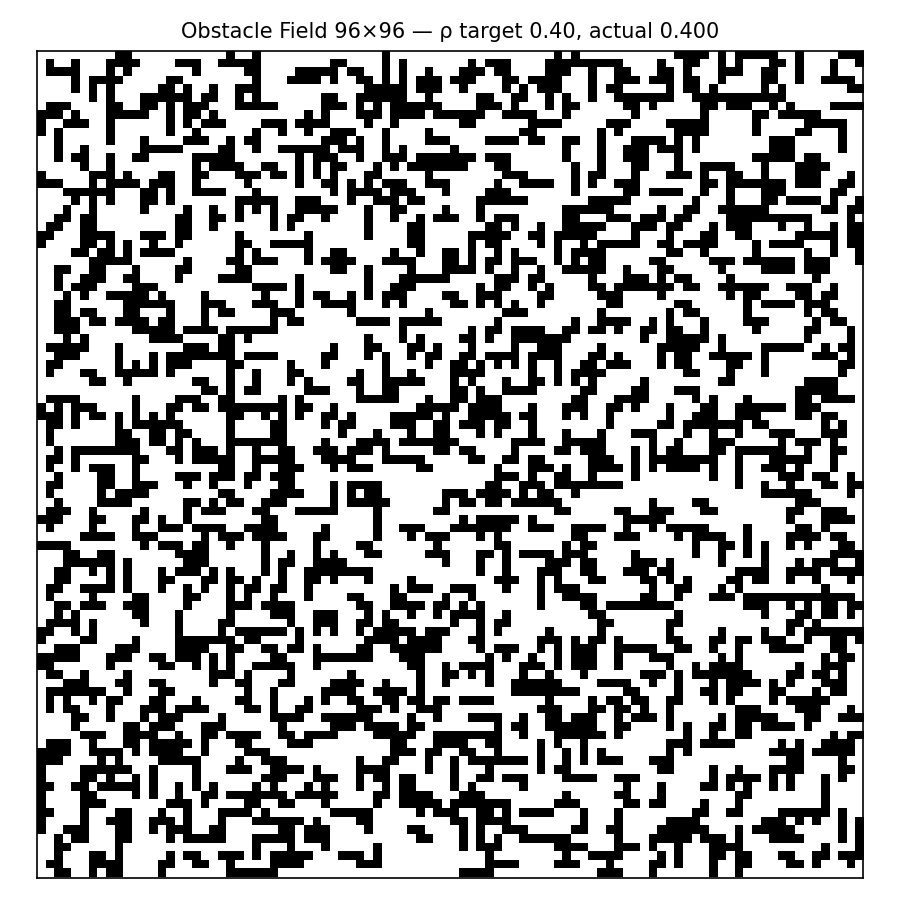 Obstacle Field 96×96 — ρ target 0.40, actual 0.400